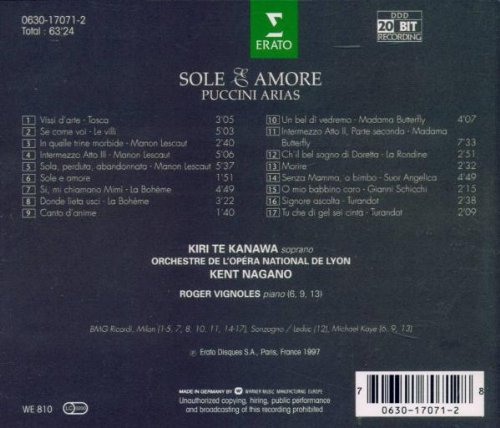 0630-17071-2
Total : 63'24
ERATO
DDD
20 BIT
RECORDING
SOLE & AMORE
PUCCINI ARIAS
1 Vissi d'arte - Tosca 3'05
2 Se come voi - Le villi 5'03
3 In quelle trine morbide - Manon Lescaut 2'40
4 Intermezzo Atto III - Manon Lescaut 5'06
5 Sola, perduta, abbandonata - Manon Lescaut 5'37
6 Sole e amore 1'51
7 Si, mi chiamano Mimì - La Bohème 4'49
8 Donde lieta uscì - La Bohème 3'22
9 Canto d'anime 1'40
10 Un bel dì vedremo - Madama Butterfly 4'07
11 Intermezzo Atto II, Parte seconda - Madama
Butterfly 7'33
12 Ch'il bel sogno di Doretta - La Rondine 2'51
13 Morire 2'32
14 Senza Mamma, o bimbo - Suor Angelica 4'49
15 O mio babbino caro - Gianni Schicchi 2'15
16 Signore ascolta - Turandot 2'38
17 Tu che di gel sei cinta - Turandot 2'09
KIRI TE KANAWA soprano
ORCHESTRE DE L'OPÉRA NATIONAL DE LYON
KENT NAGANO
ROGER VIGNOLES piano (6, 9, 13)
BMG Ricordi, Milan (1-5, 7, 8, 10, 11, 14-17), Sonzogno / Leduc (12), Michael Kaye (6, 9, 13)
℗ Erato Disques S.A., Paris, France 1997
MADE IN GERMANY BY WARNER MUSIC MANUFACTURING EUROPE
Unauthorized copying, hiring, public performance
and broadcasting of this recording prohibited
WE 810
LC
0630-17071-2
7 8